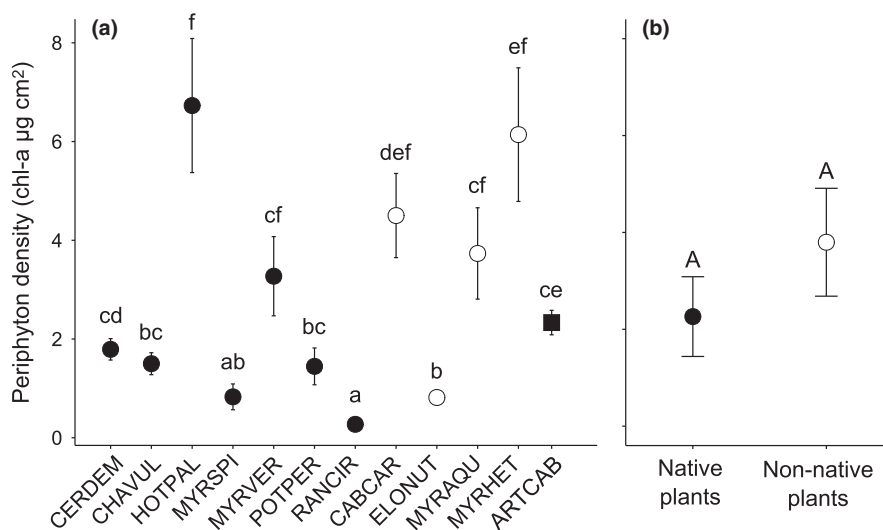 (a)
(b)
Periphyton density (chl-a µg cm²)
8
6
4
2
0
cd
bc
f
ab
cf
bc
a
def
b
cf
ef
ce
A
A
CERDEM
CHAVUL
HOTPAL
MYRSPI
MYRVER
POTPER
RANCIR
CABCAR
ELONUT
MYRAQU
MYRHET
ARTCAB
Native
plants
Non-native
plants